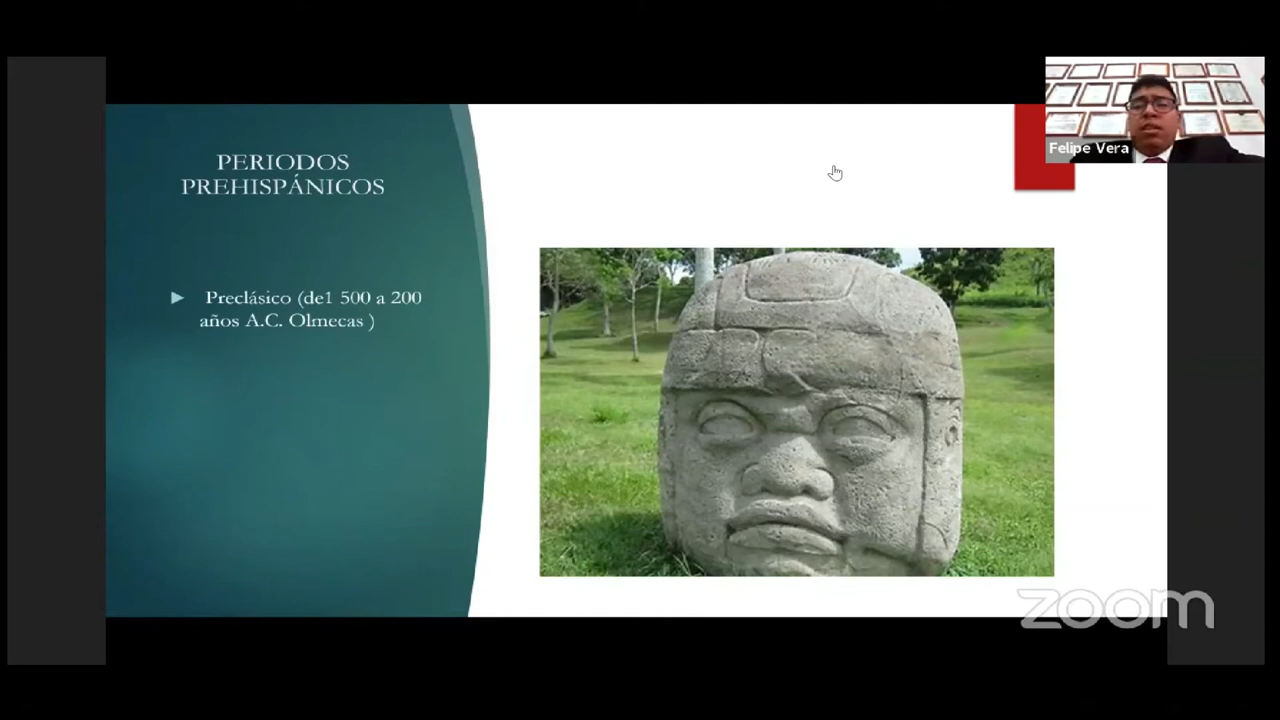 PERIODOS
PREHISPÁNICOS
Preclásico (de1 500 a 200
años A.C. Olmecas )
Felipe Vera
zoom